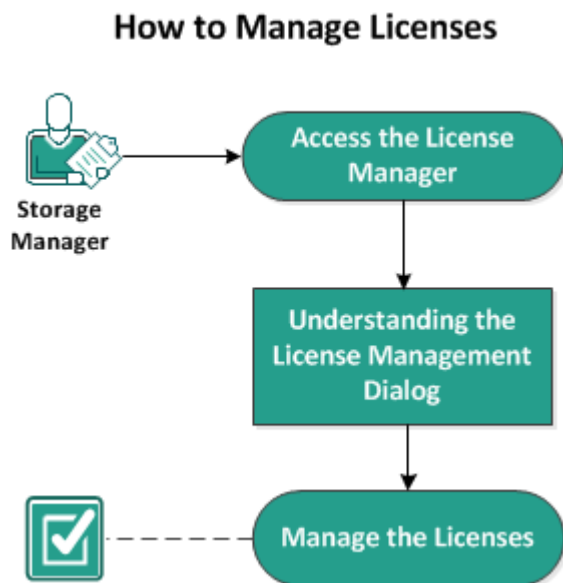 How to Manage Licenses
Access the License
Manager
Storage
Manager
Understanding the
License Management
Dialog
Manage the Licenses